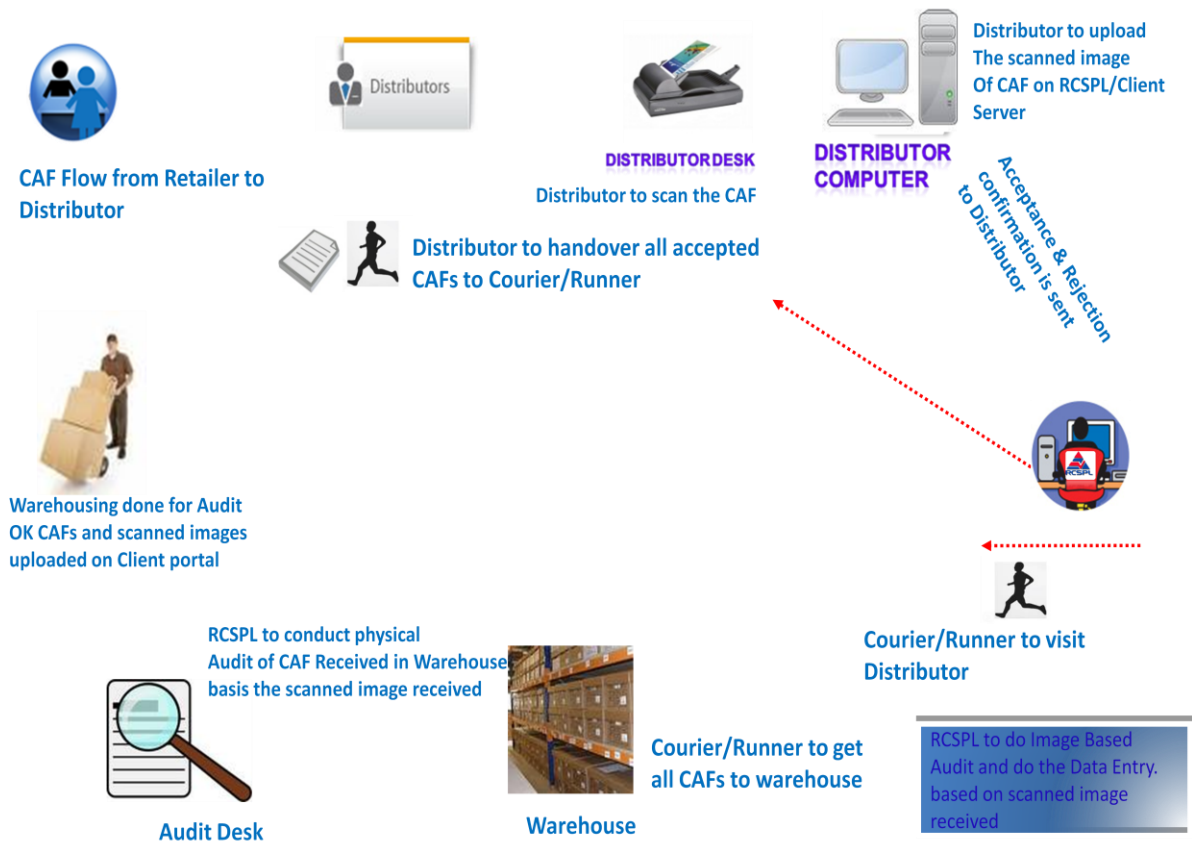 Distributor to upload
The scanned image
Of CAF on RCSPL/Client
Server
Distributors
DISTRIBUTOR DESK
DISTRIBUTOR
COMPUTER
CAF Flow from Retailer to
Distributor
Distributor to scan the CAF
Acceptance & Rejection
confirmation is sent
to Distributor
Distributor to handover all accepted
CAFs to Courier/Runner
RCSPL
Warehousing done for Audit
OK CAFs and scanned images
uploaded on Client portal
Courier/Runner to visit
Distributor
RCSPL to conduct physical
Audit of CAF Received in Warehouse
basis the scanned image received
Courier/Runner to get
all CAFs to warehouse
RCSPL to do Image Based
Audit and do the Data Entry.
based on scanned image
received
Audit Desk
Warehouse